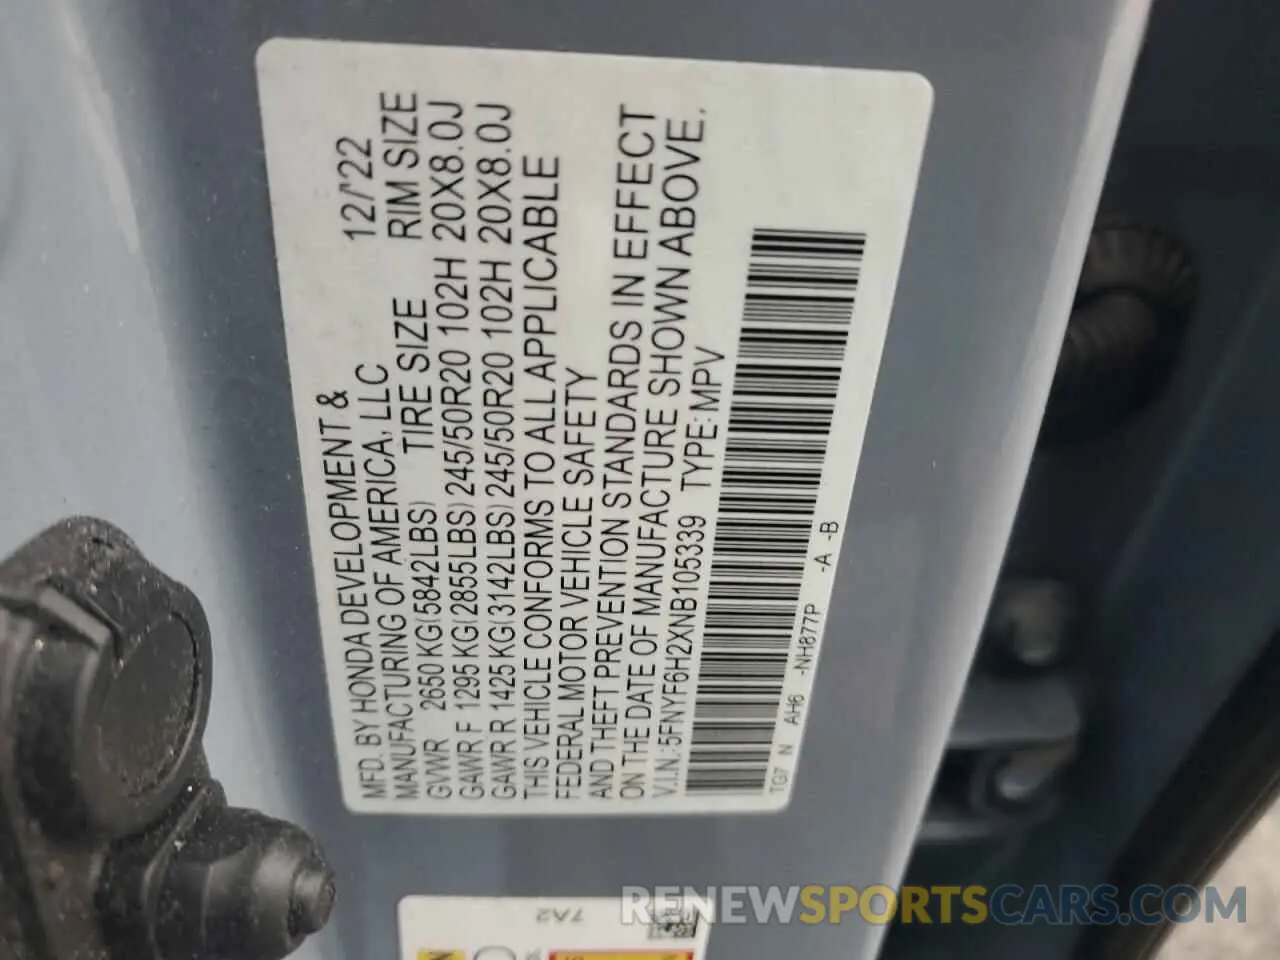 MFD. BY HONDA DEVELOPMENT & 12/'22
MANUFACTURING OF AMERICA, LLC RIM SIZE
GVWR 2650 KG(5842LBS) TIRE SIZE 20X8.0J
GAWR F 1295 KG(2855LBS) 245/50R20 102H 20X8.0J
GAWR R 1425 KG(3142LBS) 245/50R20 102H
THIS VEHICLE CONFORMS TO ALL APPLICABLE
FEDERAL MOTOR VEHICLE SAFETY
AND THEFT PREVENTION STANDARDS IN EFFECT
ON THE DATE OF MANUFACTURE SHOWN ABOVE.
V.I.N.: 5FNYF6H2XNB105339 TYPE: MPV
TG7 N AH6 -NH877P -A -B
7A2
RENEWSPORTSCARS.COM